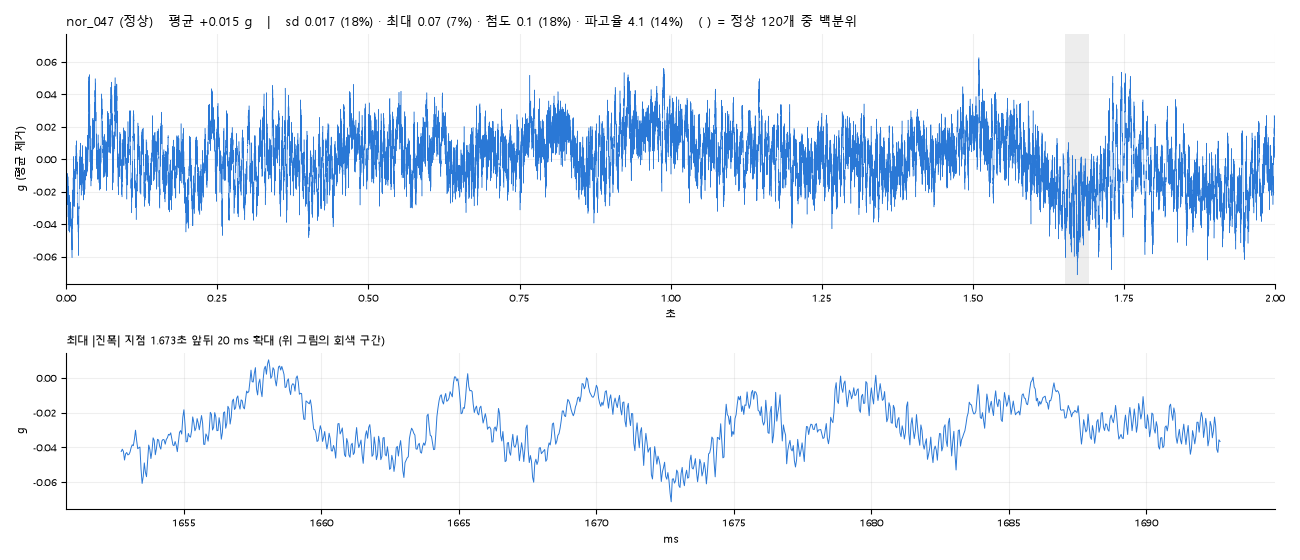 nor_047 (정상)    평균 +0.015 g    |    sd 0.017 (18%) · 최대 0.07 (7%) · 첨도 0.1 (18%) · 파고율 4.1 (14%)    ( ) = 정상 120개 중 백분위
g (평균 제거)
0.06
0.04
0.02
0.00
-0.02
-0.04
-0.06
0.00 0.25 0.50 0.75 1.00 1.25 1.50 1.75 2.00
초
최대 |진폭| 지점 1.673초 앞뒤 20 ms 확대 (위 그림의 회색 구간)
g
0.00
-0.02
-0.04
-0.06
1655 1660 1665 1670 1675 1680 1685 1690
ms